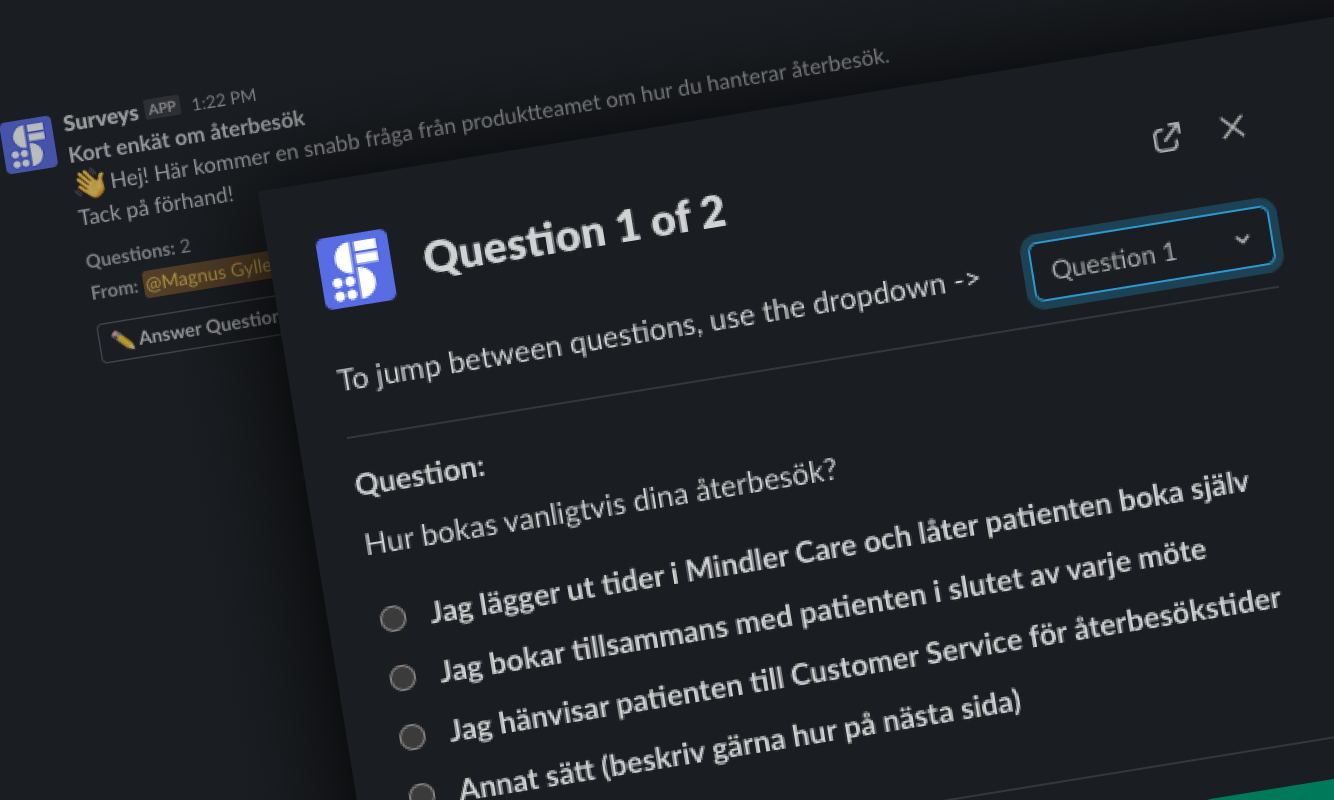 Surveys APP 1:22 PM
Kort enkät om återbesök
👋 Hej! Här kommer en snabb fråga från produktteamet om hur du hanterar återbesök.
Tack på förhand!
Questions: 2
From: @Magnus Gylle
✏️ Answer Question
Question 1 of 2
To jump between questions, use the dropdown ->
Question 1
Question:
Hur bokas vanligtvis dina återbesök?
Jag lägger ut tider i Mindler Care och låter patienten boka själv
Jag bokar tillsammans med patienten i slutet av varje möte
Jag hänvisar patienten till Customer Service för återbesökstider
Annat sätt (beskriv gärna hur på nästa sida)